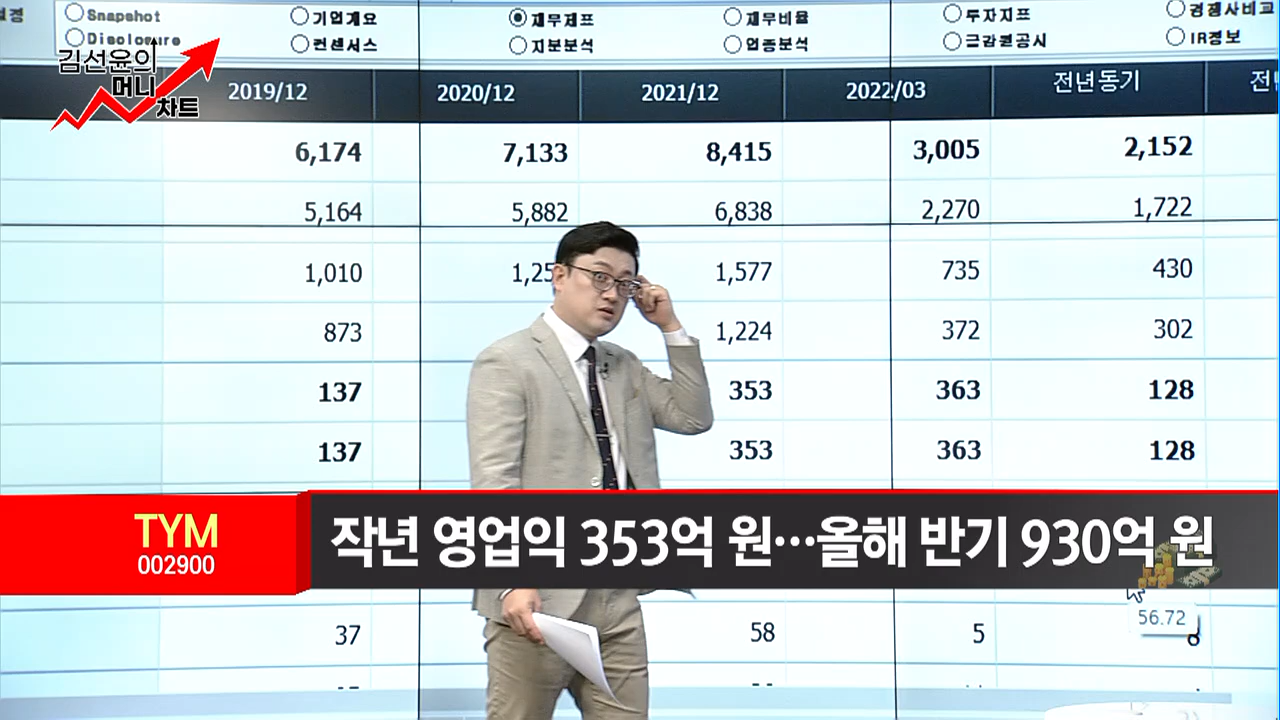 Snapshot 기업개요 재무제표 재무비율 투자지표 경쟁사비교
Disclosure 컨센서스 지분분석 업종분석 금감원공시 IR정보
김선윤의
머니
차트
2019/12 2020/12 2021/12 2022/03 전년동기
6,174 7,133 8,415 3,005 2,152
5,164 5,882 6,838 2,270 1,722
1,010 1,577 735 430
873 1,224 372 302
137 353 363 128
137 353 363 128
TYM
002900
작년 영업익 353억 원…올해 반기 930억 원
56.72
37 58 5